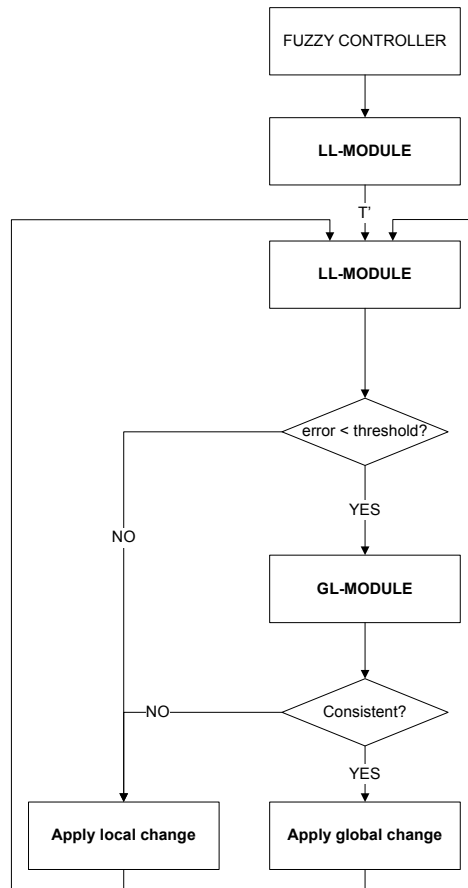 FUZZY CONTROLLER
LL-MODULE
T'
LL-MODULE
error < threshold?
YES
NO
GL-MODULE
Consistent?
NO
YES
Apply local change
Apply global change